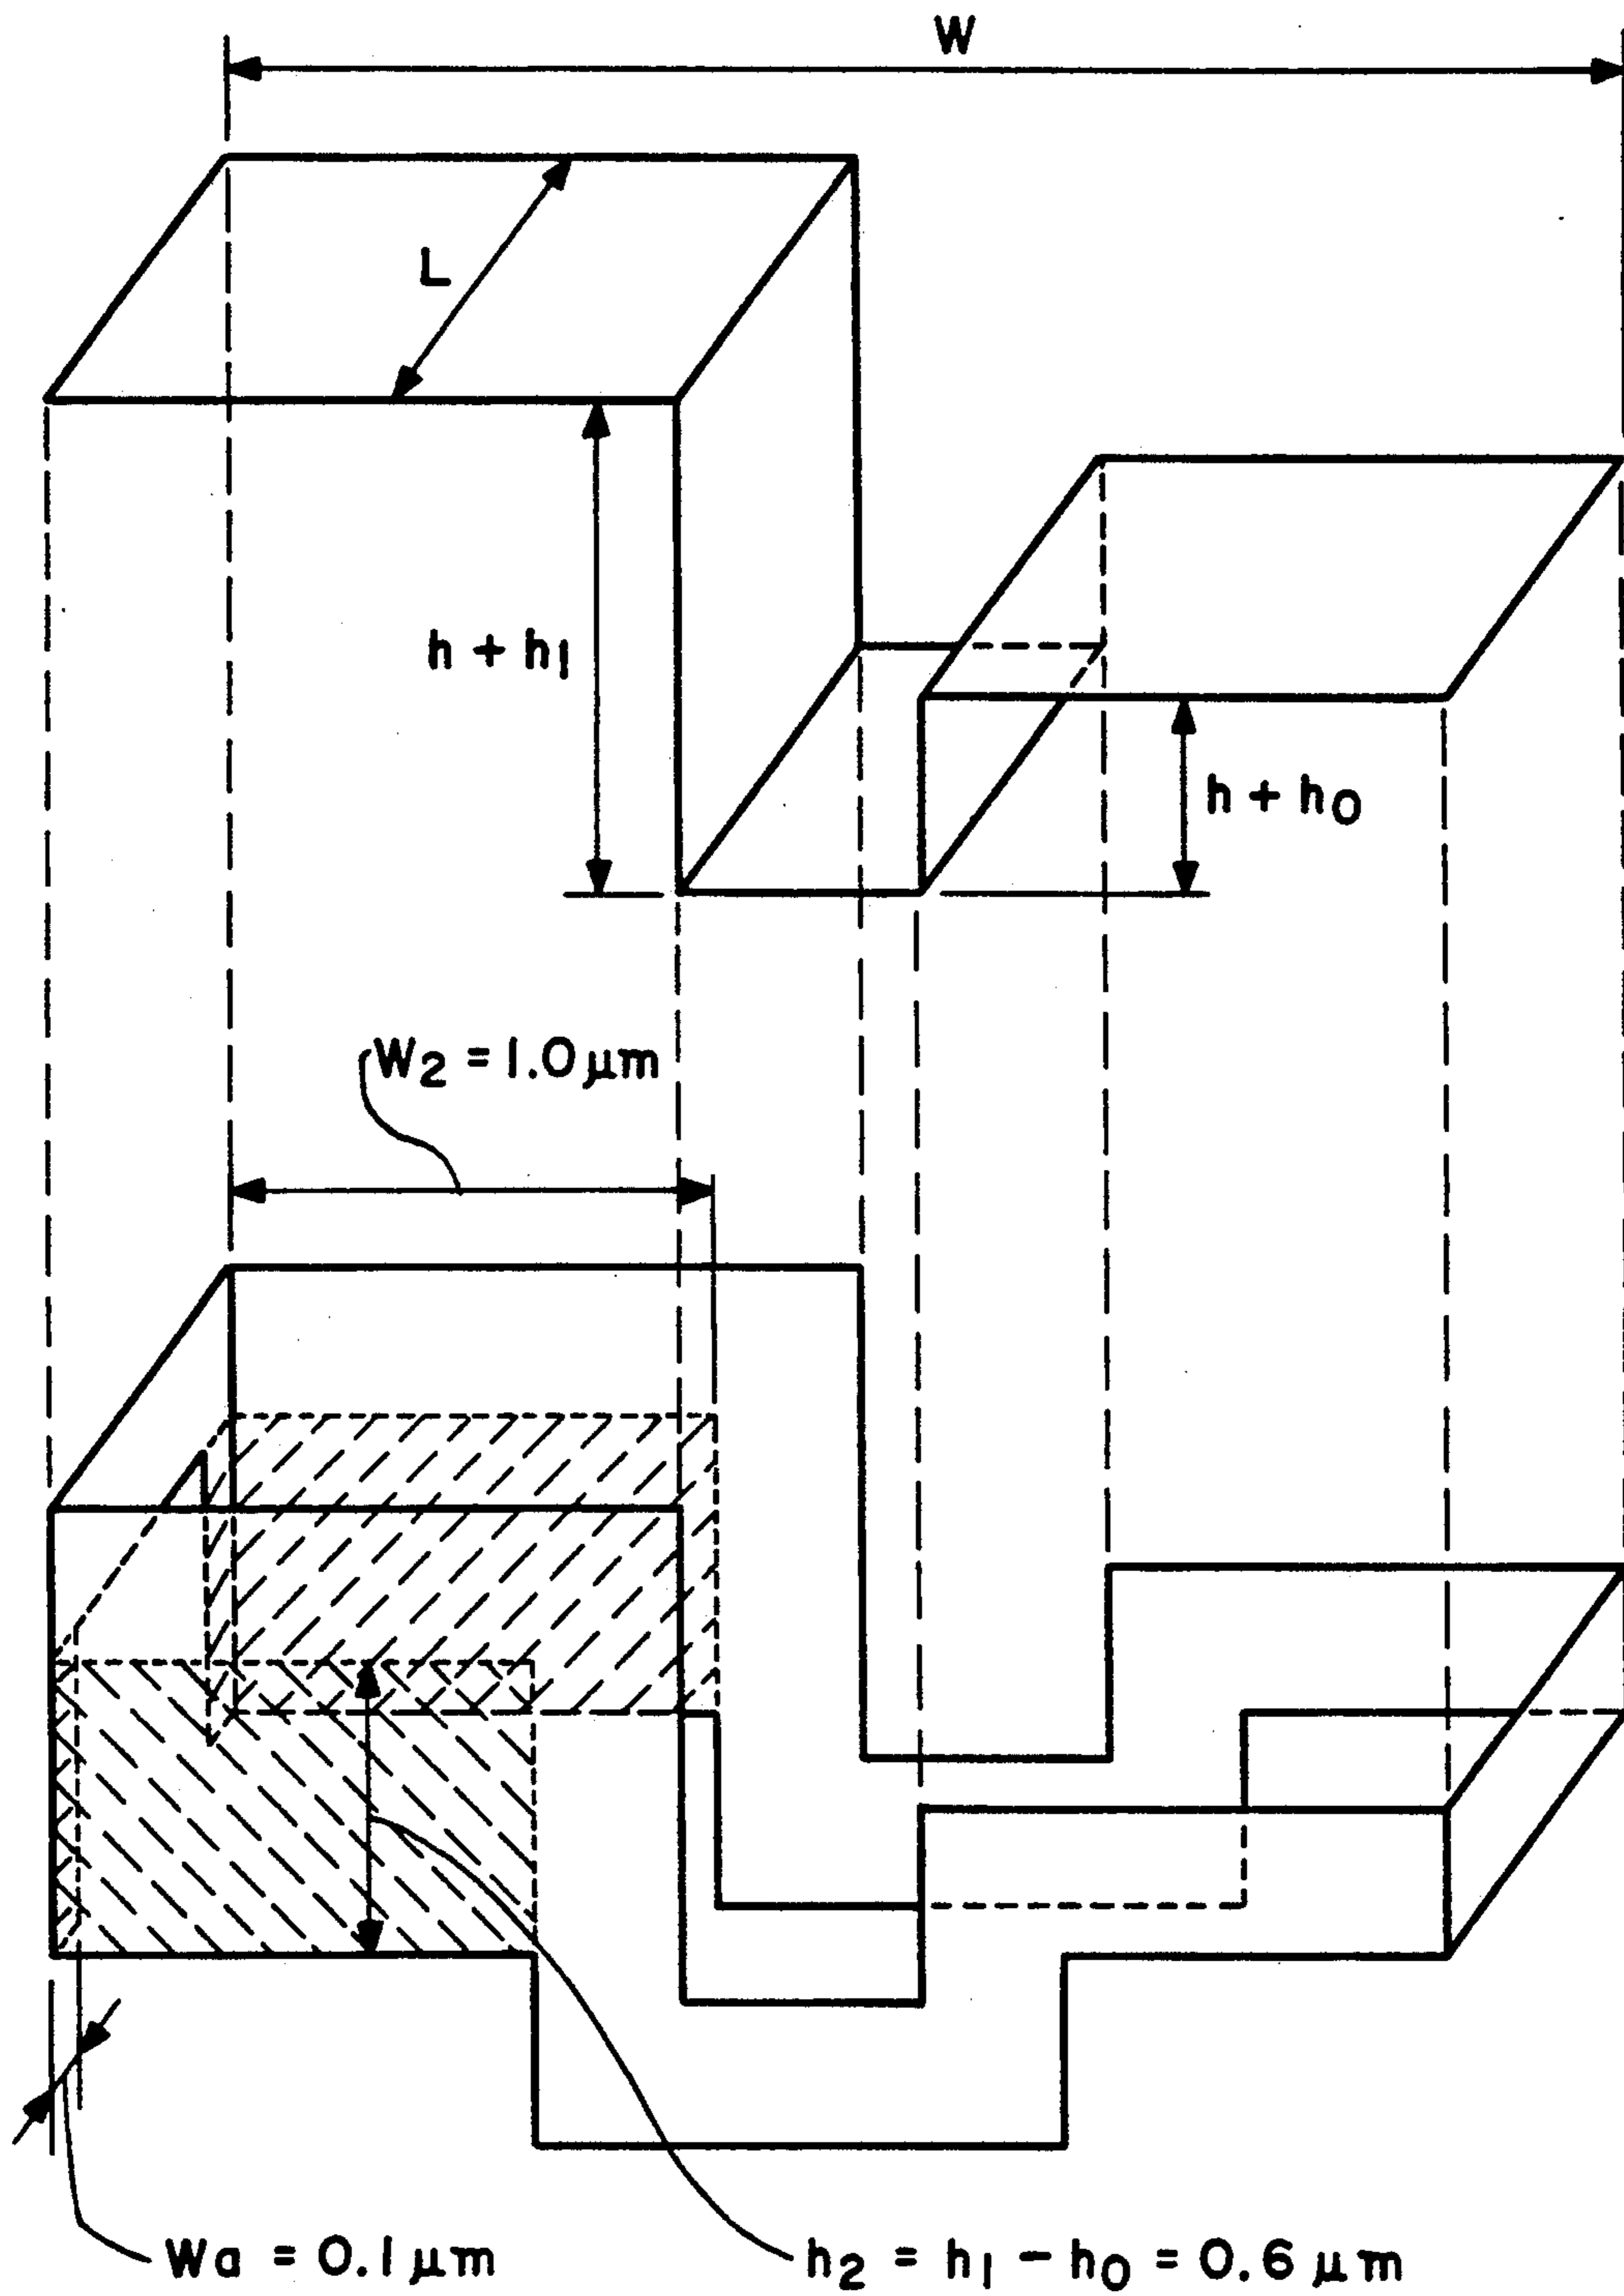 W
L
h + h1
h + h0
W2 = 1.0 μm
Wa = 0.1 μm
h2 = h1 - h0 = 0.6 μm